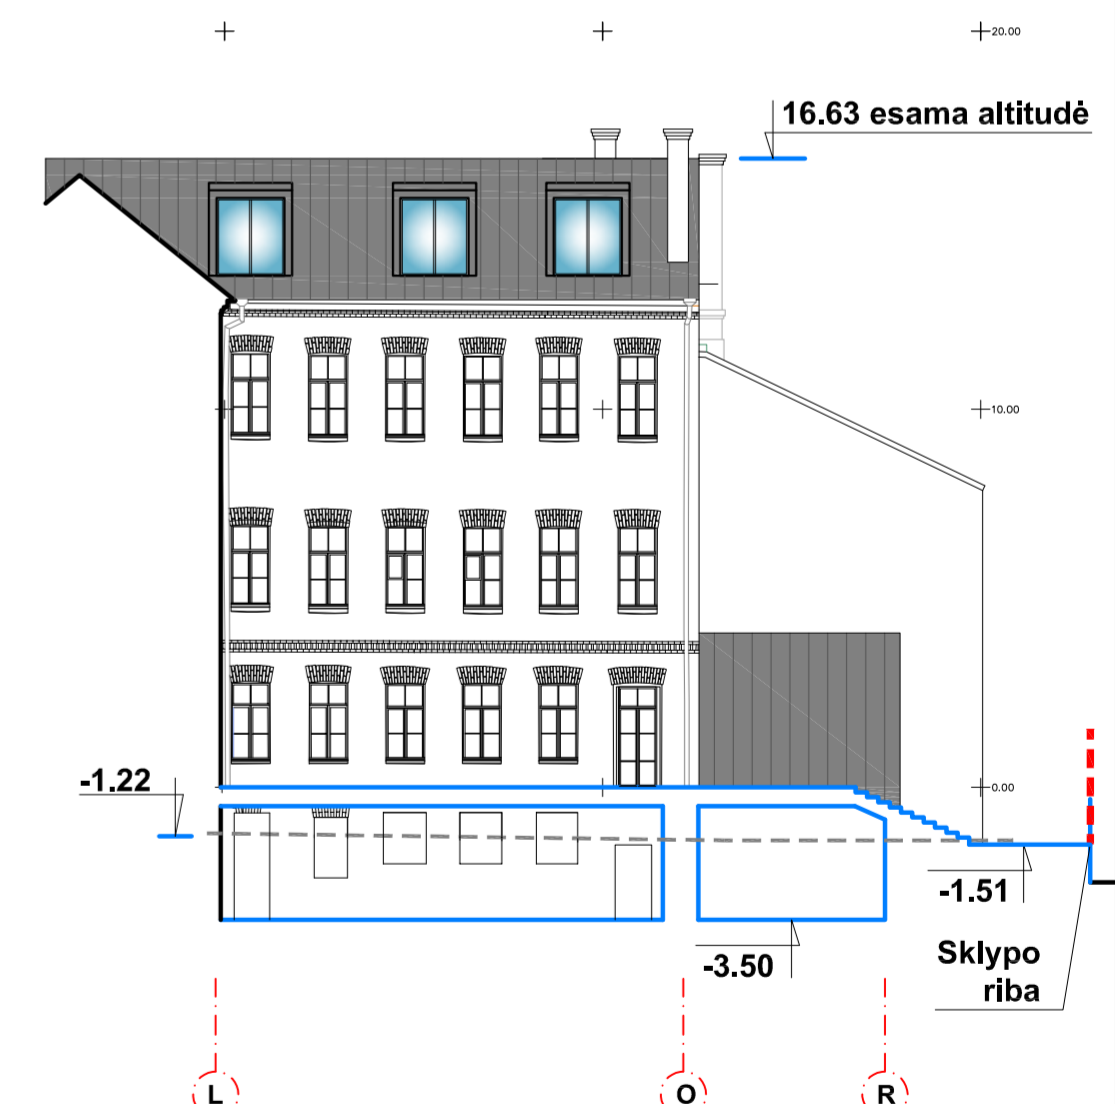 20.00
16.63 esama altitudė
10.00
-1.22
0.00
-1.51
-3.50
Sklypo
riba
L
O
R